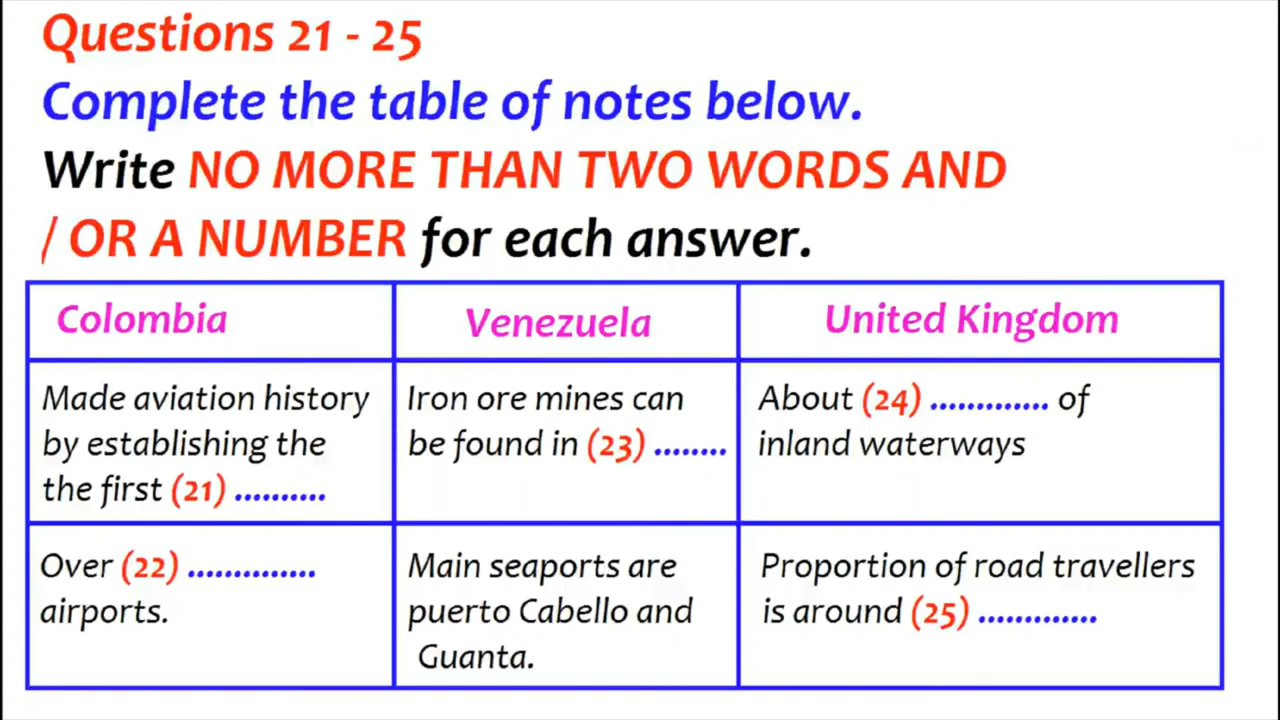 Questions 21 - 25
Complete the table of notes below.
Write NO MORE THAN TWO WORDS AND
/ OR A NUMBER for each answer.
Colombia
Venezuela
United Kingdom
Made aviation history
by establishing the
the first (21) ..........
Iron ore mines can
be found in (23) ........
About (24) ............. of
inland waterways
Over (22) ..............
airports.
Main seaports are
puerto Cabello and
Guanta.
Proportion of road travellers
is around (25) .............